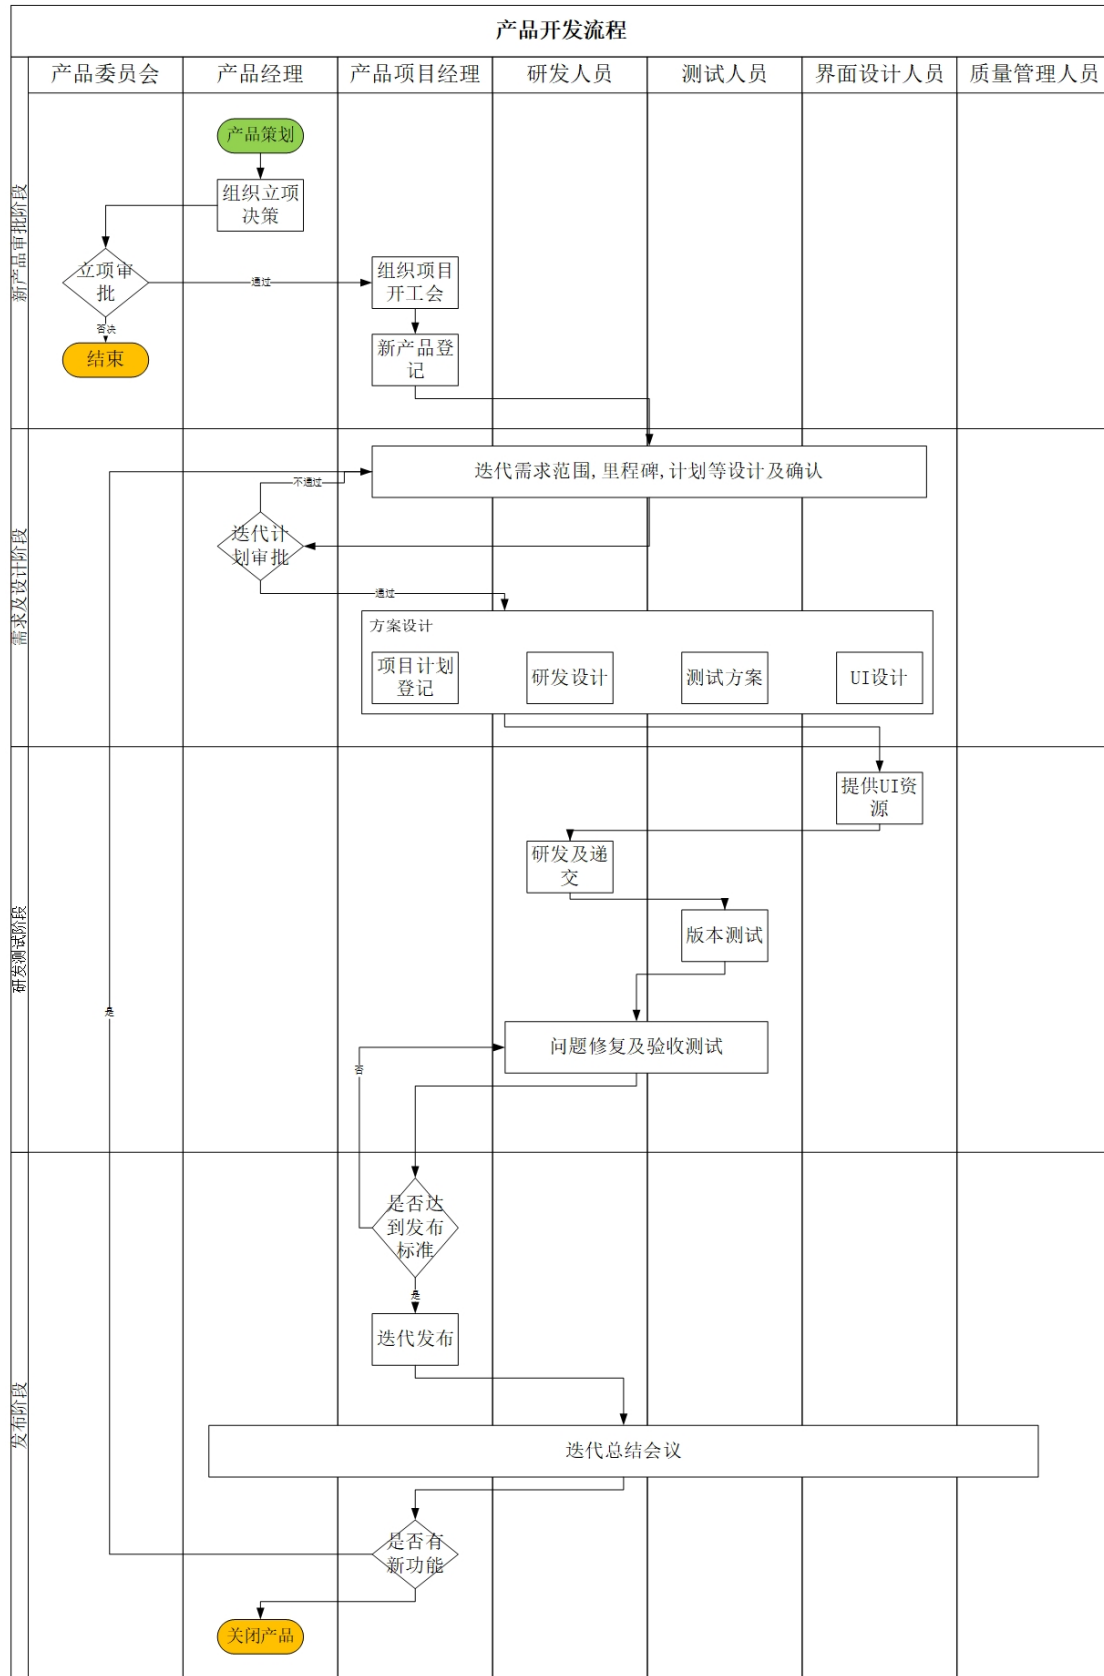 产品开发流程
产品委员会
产品经理
产品项目经理
研发人员
测试人员
界面设计人员
质量管理人员
新产品审批阶段
产品策划
组织立项
决策
立项审
批
通过
否决
结束
组织项目
开工会
新产品登
记
需求及设计阶段
迭代需求范围,里程碑,计划等设计及确认
不通过
迭代计
划审批
通过
方案设计
项目计划
登记
研发设计
测试方案
UI设计
研发测试阶段
提供UI资
源
研发及递
交
版本测试
是
问题修复及验收测试
否
发布阶段
是否达
到发布
标准
是
迭代发布
迭代总结会议
是否有
新功能
关闭产品